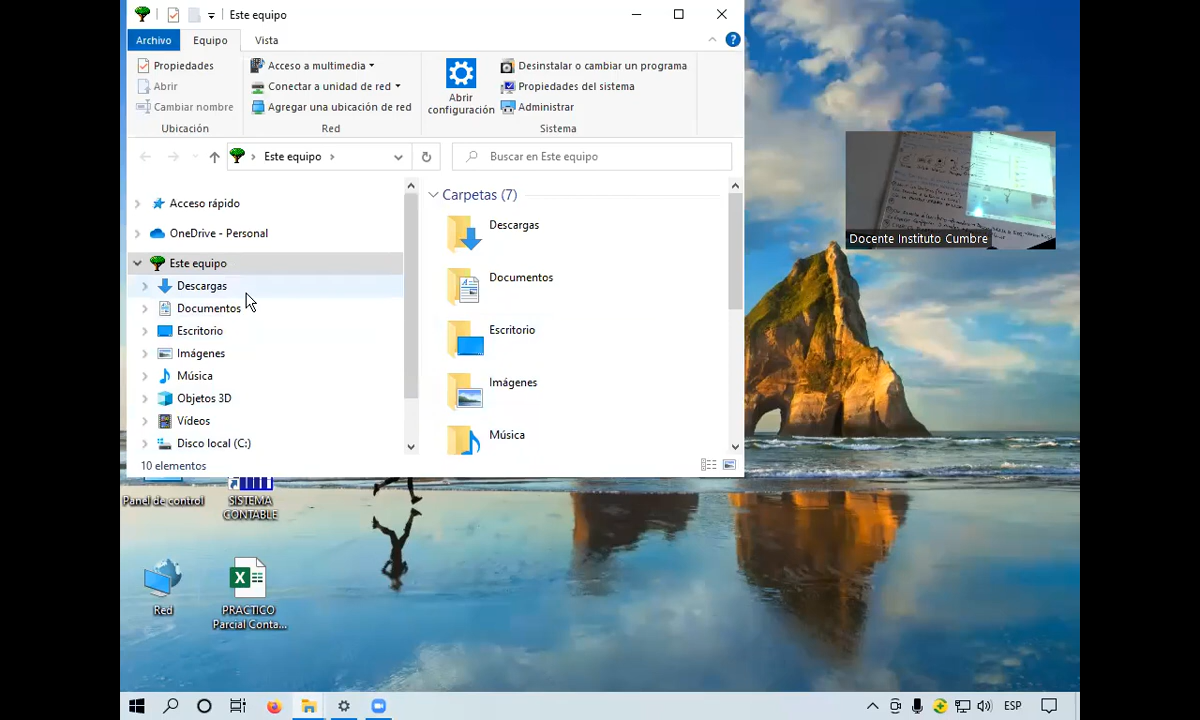 Este equipo
Archivo
Equipo
Vista
Propiedades
Abrir
Cambiar nombre
Ubicación
Acceso a multimedia
Conectar a unidad de red
Agregar una ubicación de red
Red
Abrir
configuración
Desinstalar o cambiar un programa
Propiedades del sistema
Administrar
Sistema
Este equipo
Buscar en Este equipo
Acceso rápido
OneDrive - Personal
Este equipo
Descargas
Documentos
Escritorio
Imágenes
Música
Objetos 3D
Vídeos
Disco local (C:)
Carpetas (7)
Descargas
Documentos
Escritorio
Imágenes
Música
10 elementos
Docente Instituto Cumbre
Panel de control
SISTEMA
CONTABLE
Red
PRACTICO
Parcial Conta...
ESP